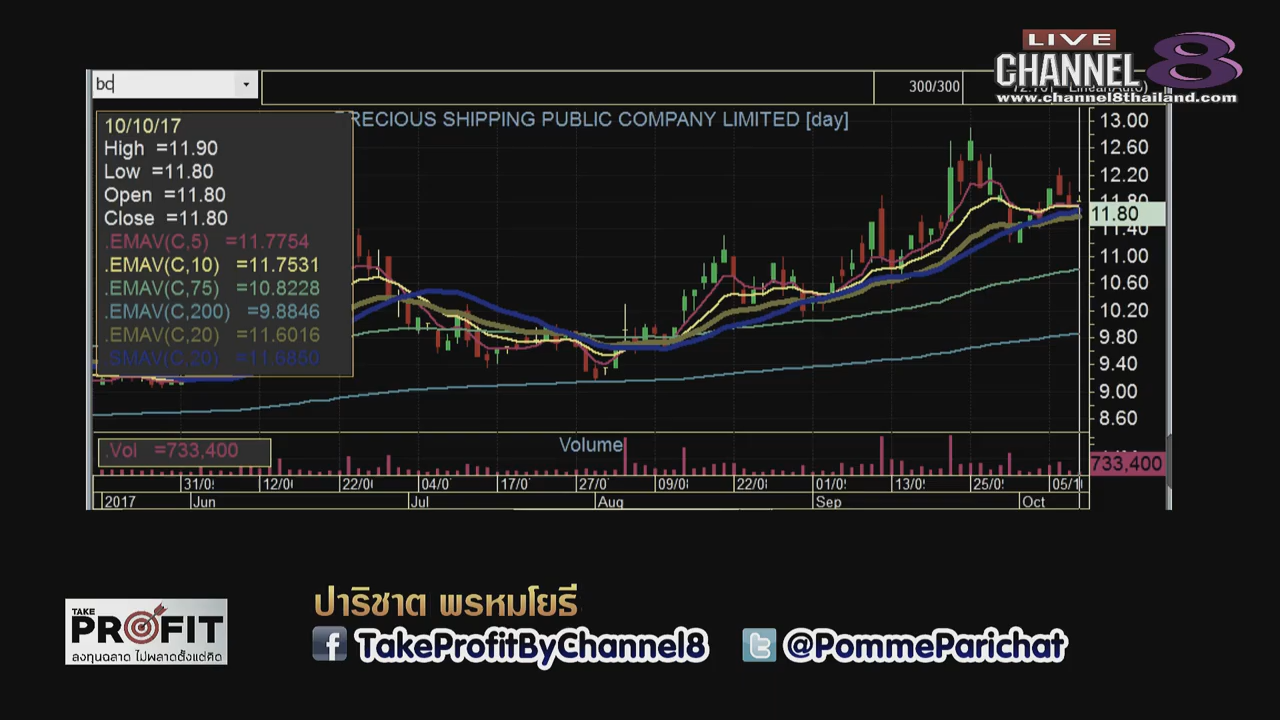 LIVE
CHANNEL 8
www.channel8thailand.com
bc
300/300
PRECIOUS SHIPPING PUBLIC COMPANY LIMITED [day]
10/10/17
High =11.90
Low =11.80
Open =11.80
Close =11.80
.EMAV(C,5) =11.7754
.EMAV(C,10) =11.7531
.EMAV(C,75) =10.8228
.EMAV(C,200) =9.8846
.EMAV(C,20) =11.6016
.SMAV(C,20) =11.6850
13.00
12.60
12.20
11.80
11.80
11.40
11.00
10.60
10.20
9.80
9.40
9.00
8.60
.Vol =733,400
Volume
733,400
31/0 12/0 22/0 04/0 17/0 27/0 09/0 22/0 01/0 13/0 25/0 05/1
2017 Jun Jul Aug Sep Oct
TAKE
PROFIT
ลงทุนฉลาด ไม่พลาดตั้งแต่คิด
ปาริชาต พรหมโยธี
TakeProfitByChannel8 @PommeParichat